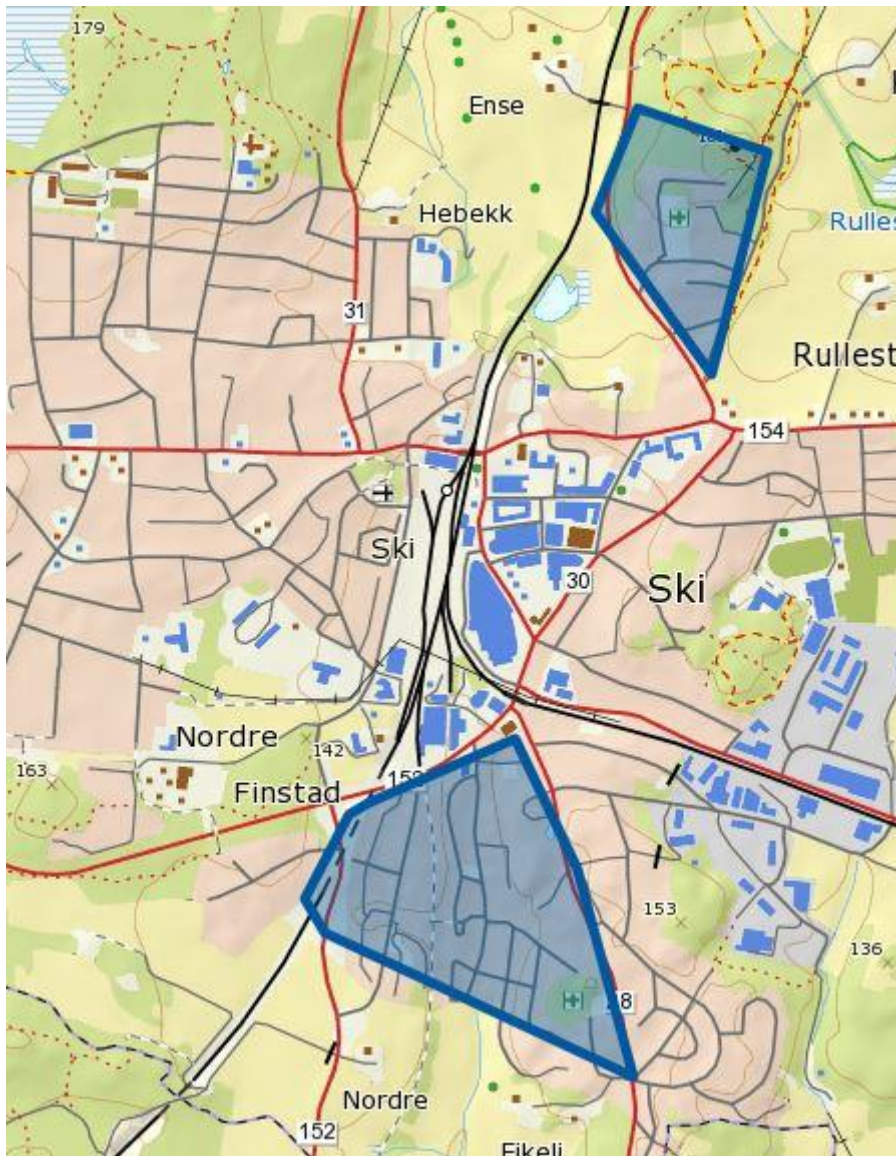 179
Ense
Hebekk
Rulles
31
Rullest
154
Ski
30
Ski
Nordre
142
Finstad
163
153
136
Nordre
152
Eikeli